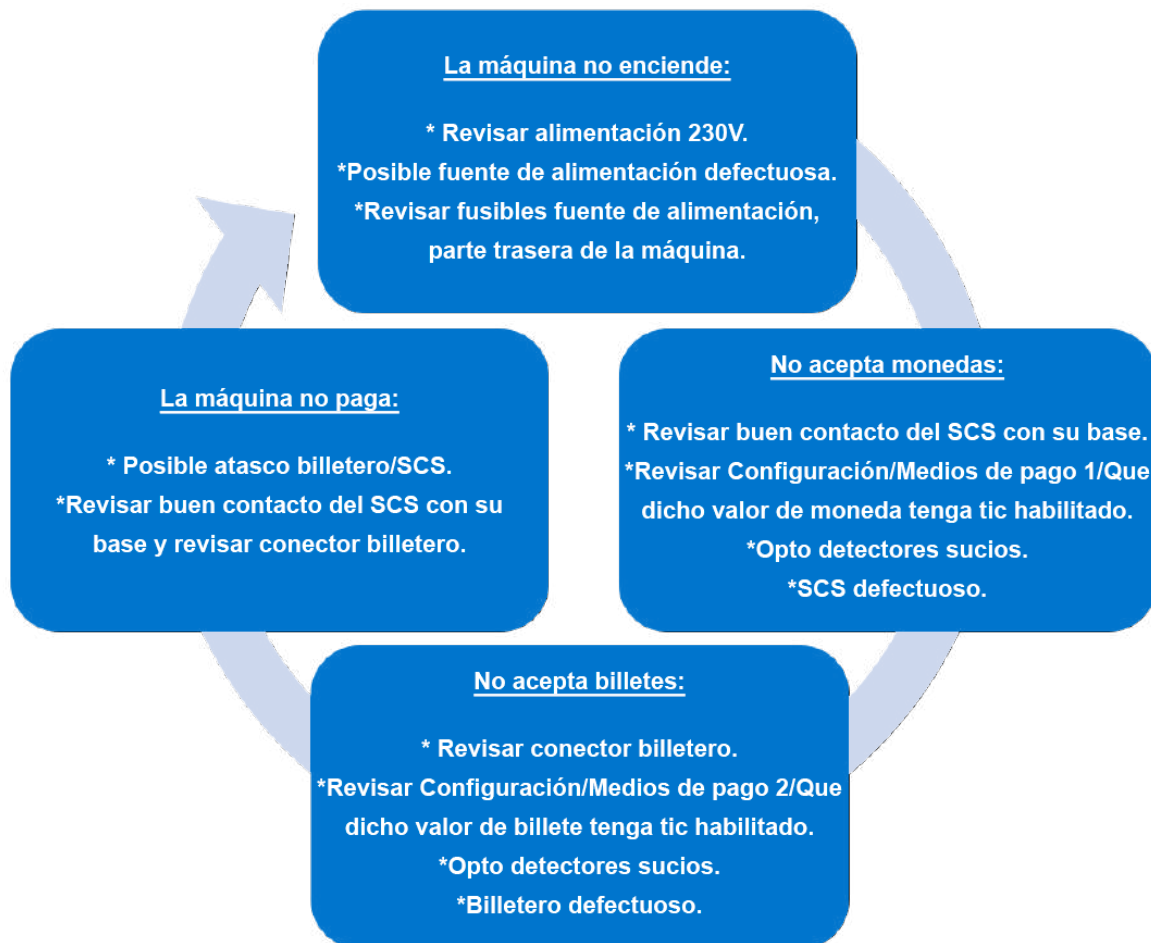 La máquina no enciende:
* Revisar alimentación 230V.
*Posible fuente de alimentación defectuosa.
*Revisar fusibles fuente de alimentación,
parte trasera de la máquina.
No acepta monedas:
* Revisar buen contacto del SCS con su base.
*Revisar Configuración/Medios de pago 1/Que
dicho valor de moneda tenga tic habilitado.
*Opto detectores sucios.
*SCS defectuoso.
No acepta billetes:
* Revisar conector billetero.
*Revisar Configuración/Medios de pago 2/Que
dicho valor de billete tenga tic habilitado.
*Opto detectores sucios.
*Billetero defectuoso.
La máquina no paga:
* Posible atasco billetero/SCS.
*Revisar buen contacto del SCS con su
base y revisar conector billetero.